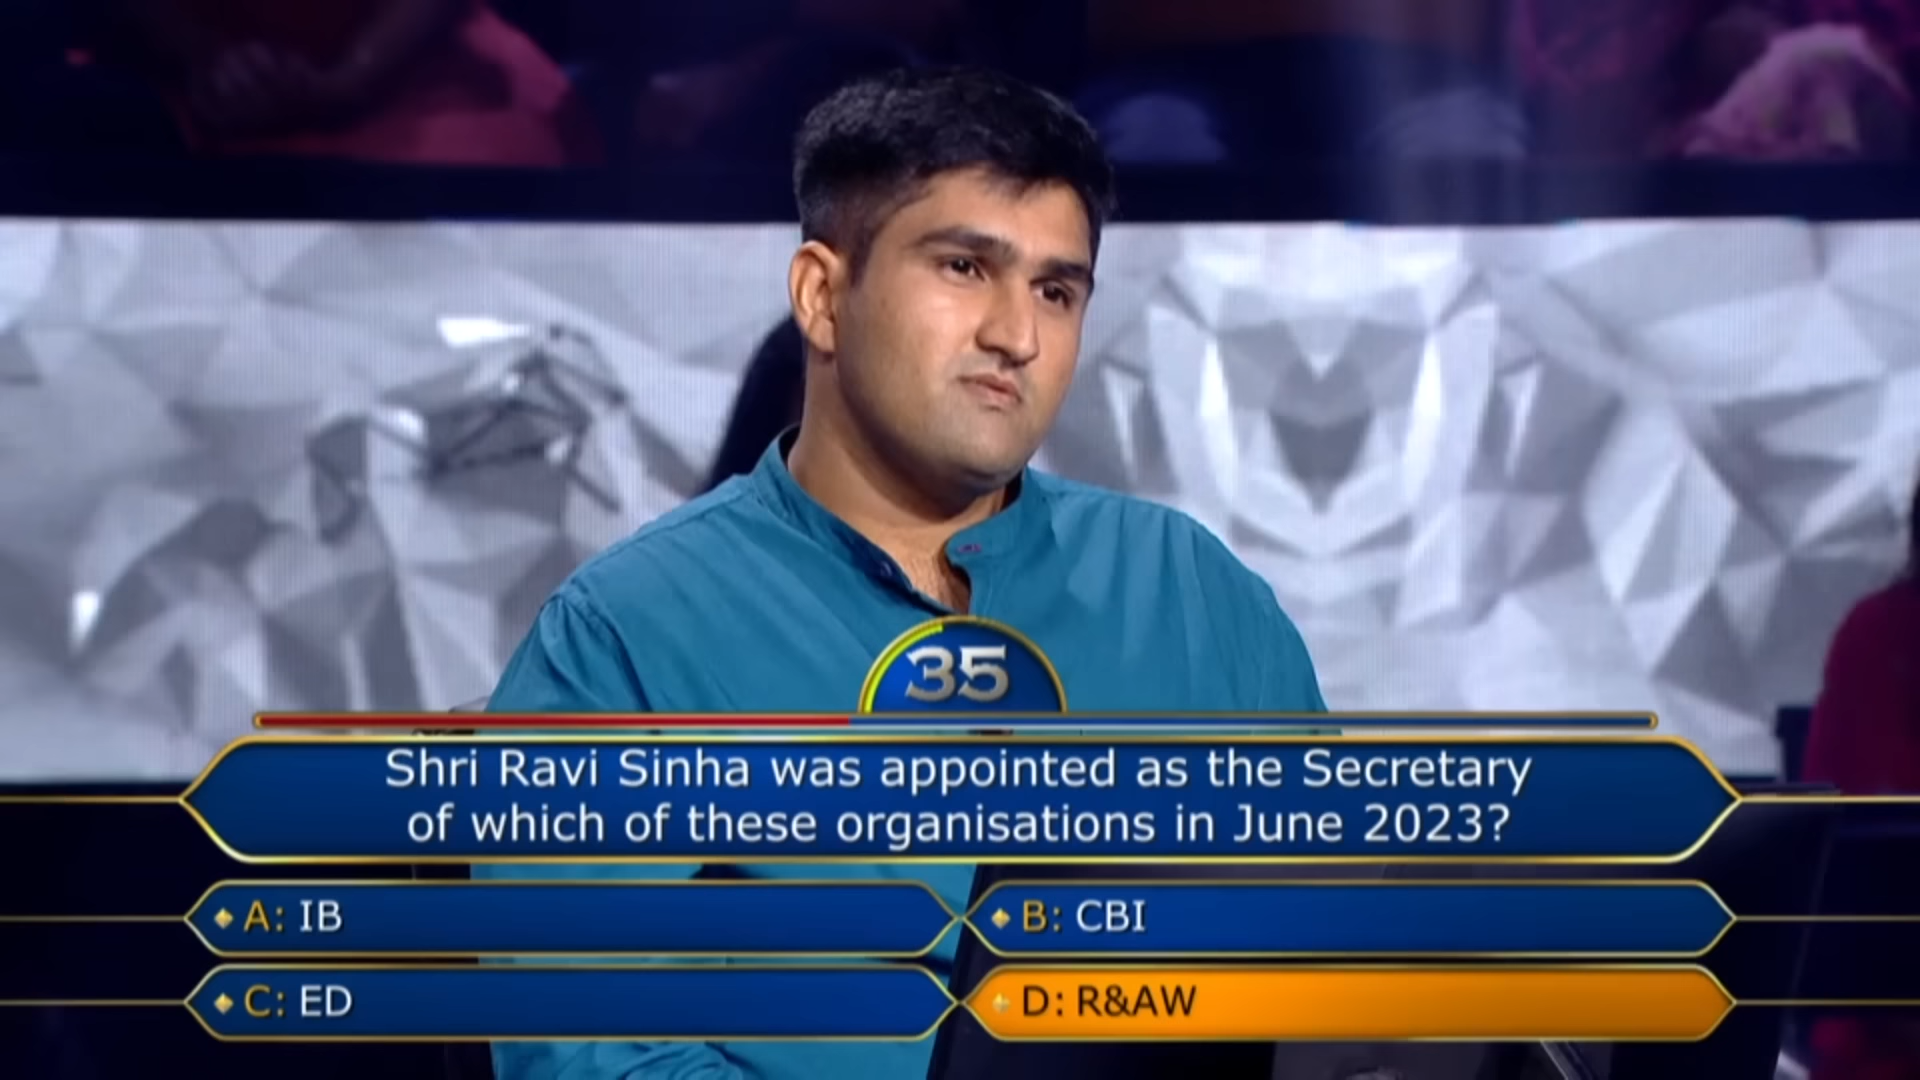 35
Shri Ravi Sinha was appointed as the Secretary
of which of these organisations in June 2023?
A: IB
B: CBI
C: ED
D: R&AW